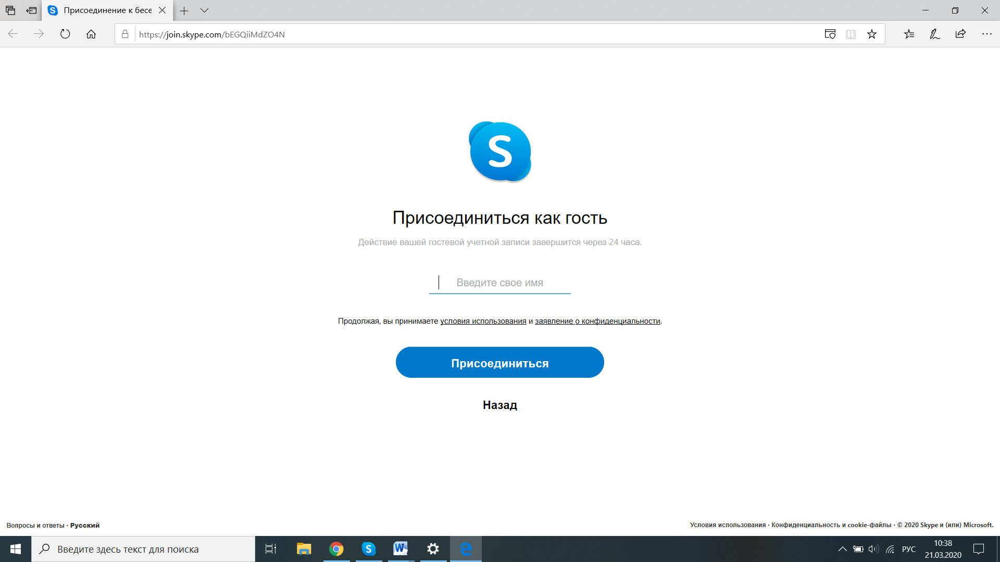 Присоединение к бесе
https://join.skype.com/bEGQiiMdZO4N
S
Присоединиться как гость
Действие вашей гостевой учетной записи завершится через 24 часа.
Введите свое имя
Продолжая, вы принимаете условия использования и заявление о конфиденциальности.
Присоединиться
Назад
Вопросы и ответы · Русский
Условия использования · Конфиденциальность и cookie-файлы · © 2020 Skype и (или) Microsoft.
Введите здесь текст для поиска
РУС
10:38
21.03.2020